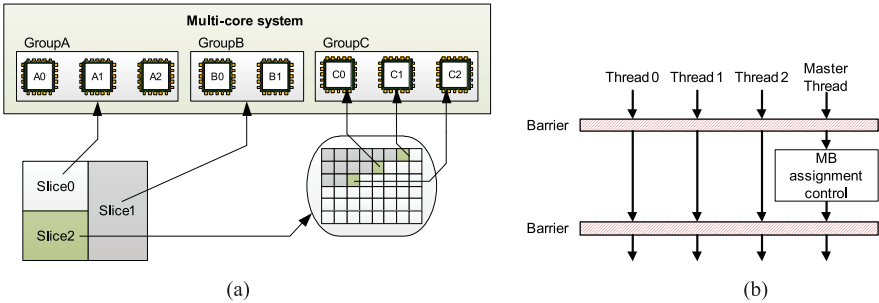 Multi-core system
GroupA
GroupB
GroupC
A0
A1
A2
B0
B1
C0
C1
C2
Slice0
Slice1
Slice2
(a)
Thread 0
Thread 1
Thread 2
Master
Thread
Barrier
MB
assignment
control
Barrier
(b)